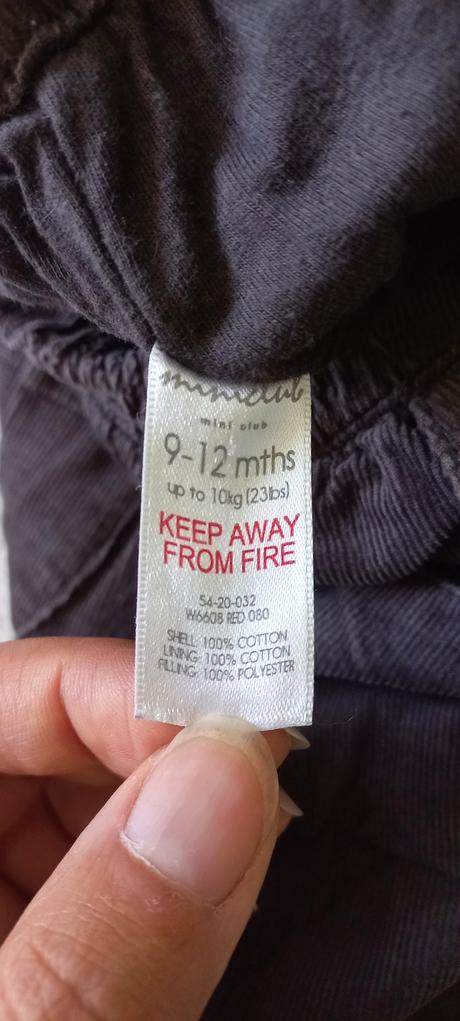 miniclub
mini club
9-12 mths
up to 10kg (23lbs)
KEEP AWAY
FROM FIRE
54-20-032
W6608 RED 080
SHELL: 100% COTTON
LINING: 100% COTTON
FILLING: 100% POLYESTER